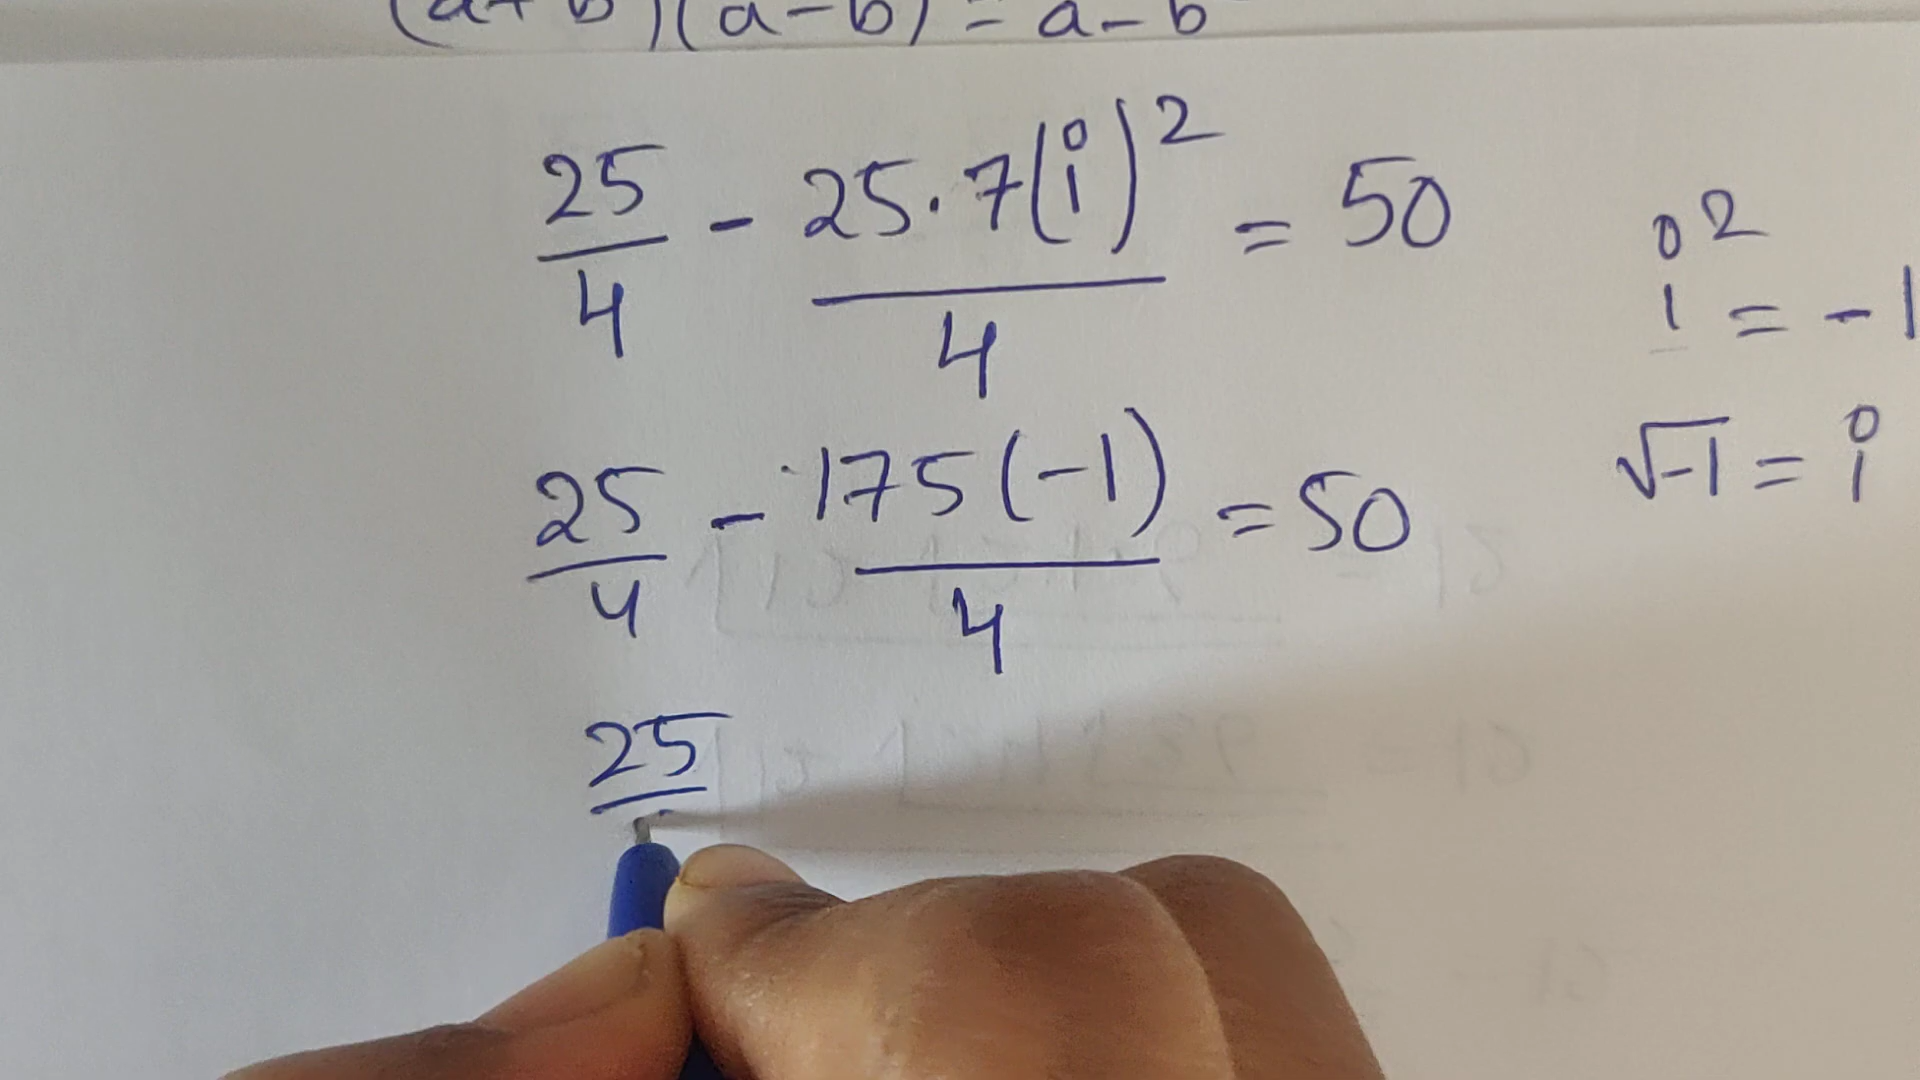 (a+b)(a-b) = a - b
25/4 - 25·7(i)²/4 = 50
i² = -1
√-1 = i
25/4 - 175(-1)/4 = 50
25